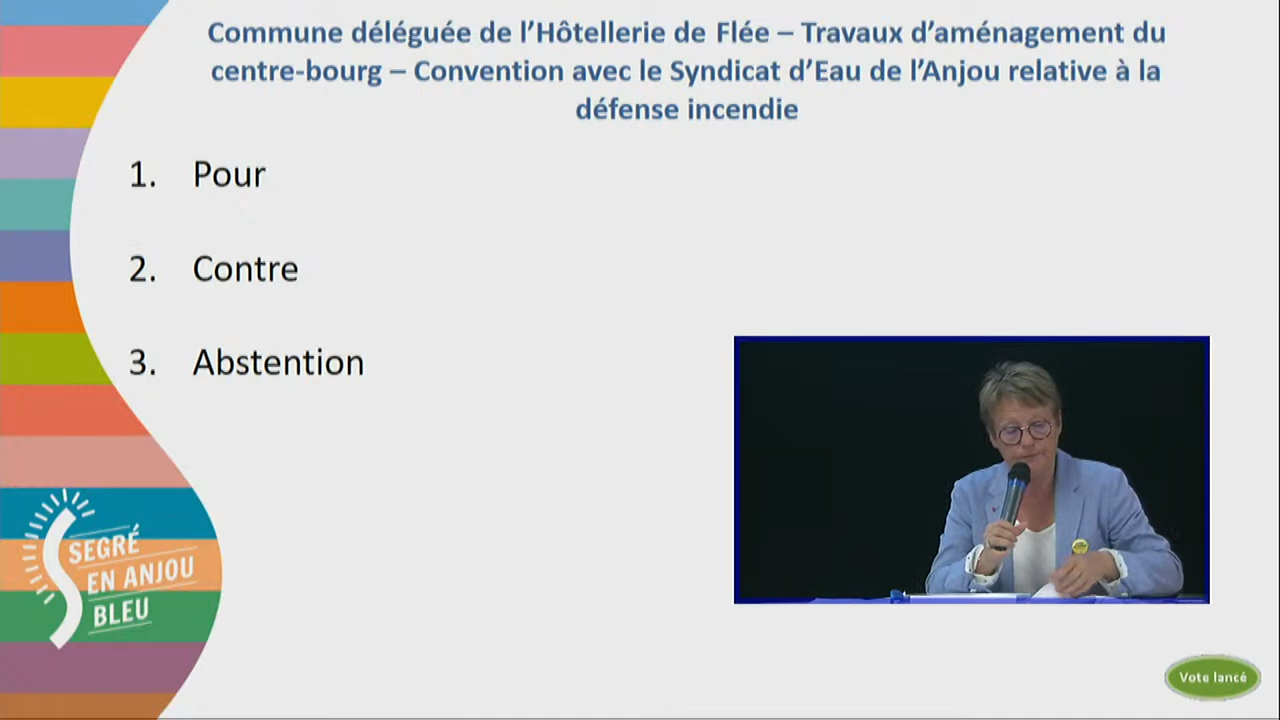 Commune déléguée de l’Hôtellerie de Flée – Travaux d’aménagement du
centre-bourg – Convention avec le Syndicat d’Eau de l’Anjou relative à la
défense incendie
1. Pour
2. Contre
3. Abstention
SEGRÉ
EN ANJOU
BLEU
Vote lancé